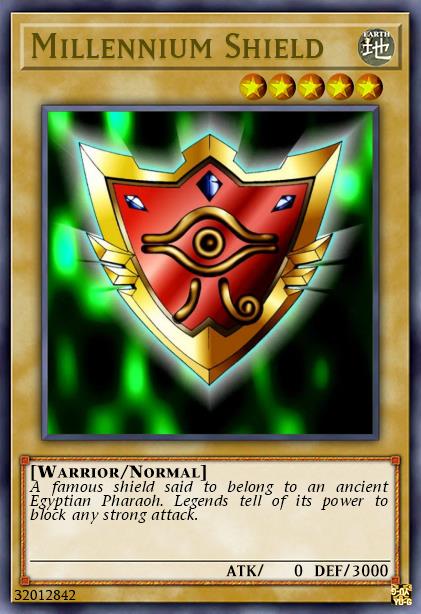 MILLENNIUM SHIELD
EARTH
地
[WARRIOR/NORMAL]
A famous shield said to belong to an ancient
Egyptian Pharaoh. Legends tell of its power to
block any strong attack.
ATK/ 0 DEF/3000
32012842